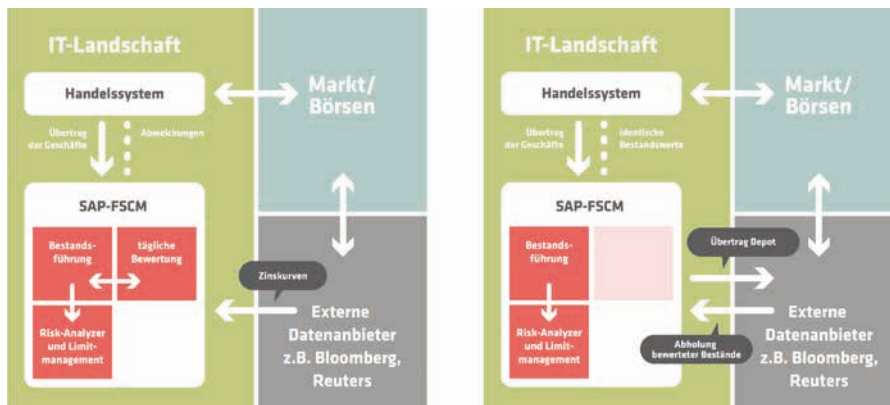 IT-Landschaft
Handelssystem
Markt/
Börsen
Übertrag
der Geschäfte
Abweichungen
SAP-FSCM
Bestands-
führung
tägliche
Bewertung
Risk-Analyzer
und Limit-
management
Zinskurven
Externe
Datenanbieter
z.B. Bloomberg,
Reuters
IT-Landschaft
Handelssystem
Markt/
Börsen
Übertrag
der Geschäfte
identische
Bestandswerte
SAP-FSCM
Bestands-
führung
Risk-Analyzer
und Limit-
management
Übertrag Depot
Abholung
bewerteter Bestände
Externe
Datenanbieter
z.B. Bloomberg,
Reuters